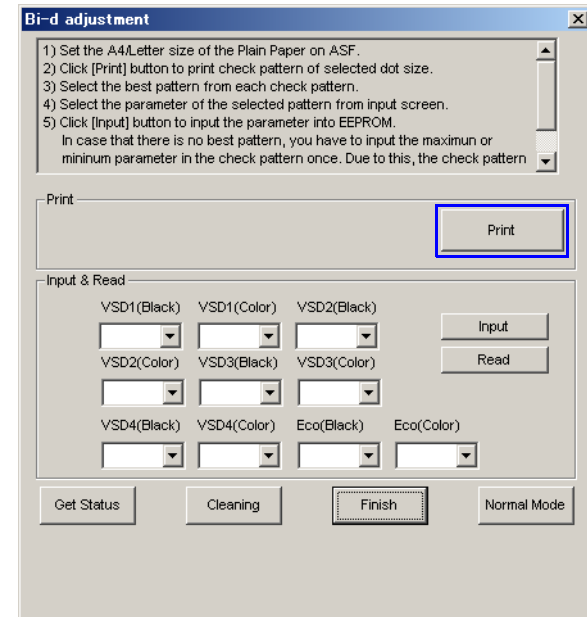 Bi-d adjustment
1) Set the A4/Letter size of the Plain Paper on ASF.
2) Click [Print] button to print check pattern of selected dot size.
3) Select the best pattern from each check pattern.
4) Select the parameter of the selected pattern from input screen.
5) Click [Input] button to input the parameter into EEPROM.
In case that there is no best pattern, you have to input the maximun or
mininum parameter in the check pattern once. Due to this, the check pattern
Print
Print
Input & Read
VSD1(Black) VSD1(Color) VSD2(Black)
Input
VSD2(Color) VSD3(Black) VSD3(Color)
Read
VSD4(Black) VSD4(Color) Eco(Black) Eco(Color)
Get Status Cleaning Finish Normal Mode